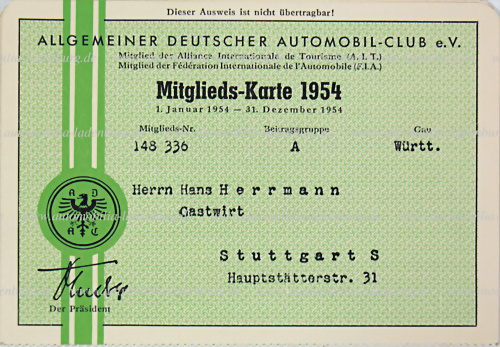 Dieser Ausweis ist nicht übertragbar!
ALLGEMEINER DEUTSCHER AUTOMOBIL-CLUB e.V.
Mitglied der Alliance Internationale de Tourisme (A.I.T.)
Mitglied der Fédération Internationale de l'Automobile (F.I.A.)
Mitglieds-Karte 1954
1. Januar 1954 — 31. Dezember 1954
Mitglieds-Nr. Beitragsgruppe Gau
148 336 A Württ.
Herrn Hans Herrmann
Gastwirt
Stuttgart S
Hauptstätterstr. 31
A D
A C
Der Präsident